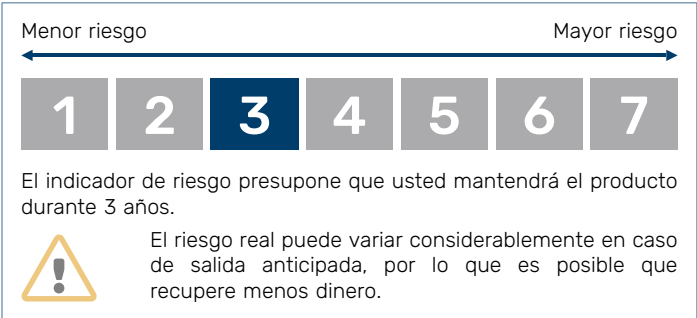 Menor riesgo Mayor riesgo
1 2 3 4 5 6 7
El indicador de riesgo presupone que usted mantendrá el producto
durante 3 años.
El riesgo real puede variar considerablemente en caso
de salida anticipada, por lo que es posible que
recupere menos dinero.